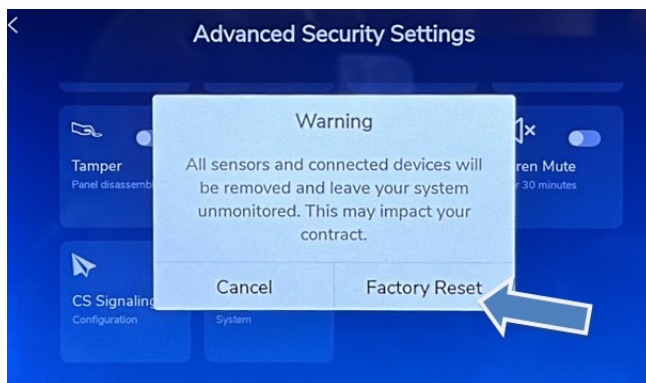 Advanced Security Settings
Warning
All sensors and connected devices will
be removed and leave your system
unmonitored. This may impact your
contract.
Cancel
Factory Reset
Tamper
Panel disassemb
ren Mute
30 minutes
CS Signaling
Configuration
System